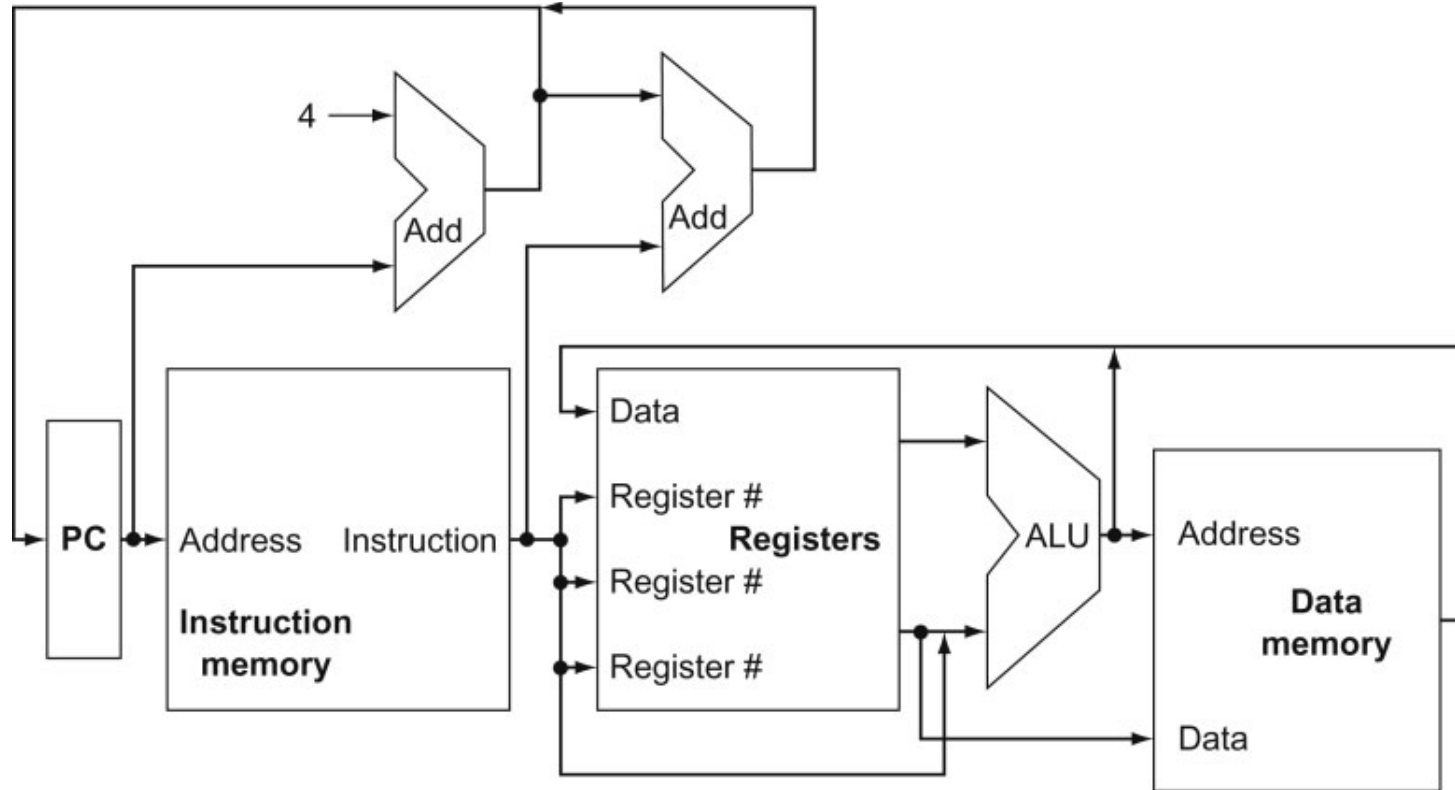 4
Add
Add
Data
Register #
PC
Address
Instruction
Registers
ALU
Address
Register #
Instruction
memory
Data
memory
Register #
Data